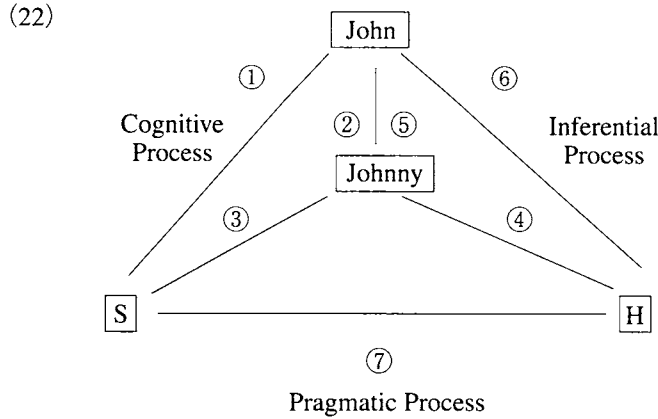 (22)
John
① ⑥
Cognitive
Process
② ⑤
Inferential
Process
Johnny
③ ④
S H
⑦
Pragmatic Process